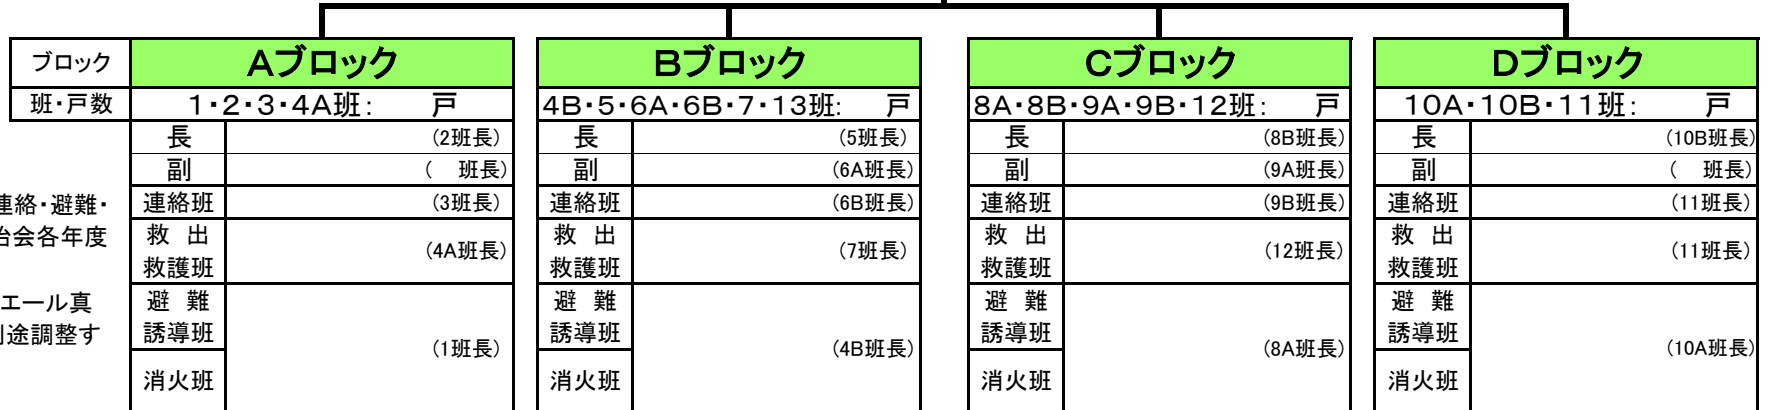 ブロック Aブロック Bブロック Cブロック Dブロック
班・戸数 1・2・3・4A班: 戸 4B・5・6A・6B・7・13班: 戸 8A・8B・9A・9B・12班: 戸 10A・10B・11班: 戸
長 (2班長) 長 (5班長) 長 (8B班長) 長 (10B班長)
副 ( 班長) 副 (6A班長) 副 (9A班長) 副 ( 班長)
連絡・避難・ 連絡班 (3班長) 連絡班 (6B班長) 連絡班 (9B班長) 連絡班 (11班長)
治会各年度 救 出 救 出 救 出 救 出
(4A班長) (7班長) (12班長) (11班長)
救護班 救護班 救護班 救護班
エール真 避 難 避 難 避 難 避 難
別途調整す 誘導班 誘導班 誘導班 誘導班
(1班長) (4B班長) (8A班長) (10A班長)
消火班 消火班 消火班 消火班